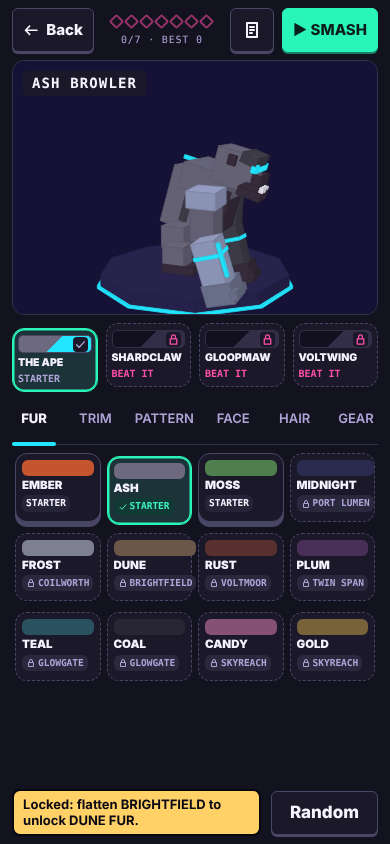 ← Back
0/7 · BEST 0
▶ SMASH
ASH BROWLER
THE APE
STARTER
SHARDCLAW
BEAT IT
GLOOPMAW
BEAT IT
VOLTWING
BEAT IT
FUR TRIM PATTERN FACE HAIR GEAR
EMBER
STARTER
ASH
✓ STARTER
MOSS
STARTER
MIDNIGHT
PORT LUMEN
FROST
COILWORTH
DUNE
BRIGHTFIELD
RUST
VOLTMOOR
PLUM
TWIN SPAN
TEAL
GLOWGATE
COAL
GLOWGATE
CANDY
SKYREACH
GOLD
SKYREACH
Locked: flatten BRIGHTFIELD to
unlock DUNE FUR.
Random